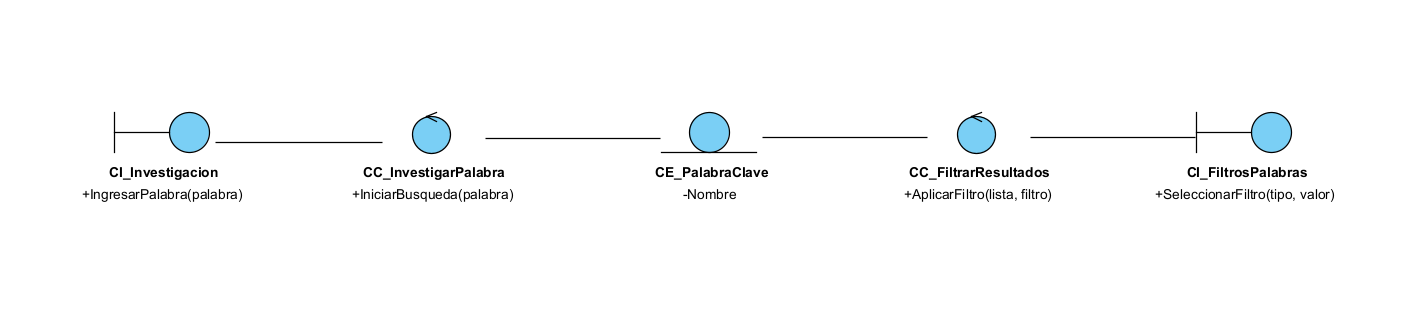 CI_Investigacion
+IngresarPalabra(palabra)
CC_InvestigarPalabra
+IniciarBusqueda(palabra)
CE_PalabraClave
-Nombre
CC_FiltrarResultados
+AplicarFiltro(lista, filtro)
CI_FiltrosPalabras
+SeleccionarFiltro(tipo, valor)